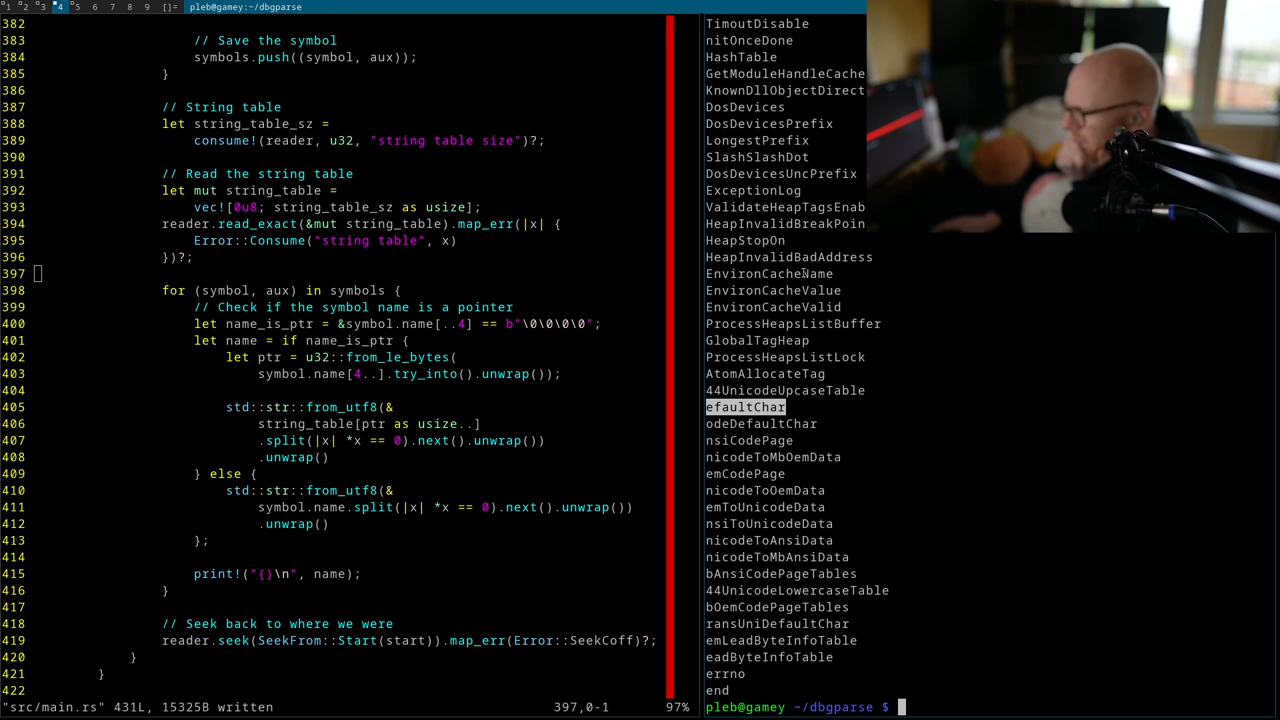 1 2 3 4 5 6 7 8 9 []= pleb@gamey:~/dbgparse
382
383 // Save the symbol
384 symbols.push((symbol, aux));
385 }
386
387 // String table
388 let string_table_sz =
389 consume!(reader, u32, "string table size")?;
390
391 // Read the string table
392 let mut string_table =
393 vec![0u8; string_table_sz as usize];
394 reader.read_exact(&mut string_table).map_err(|x| {
395 Error::Consume("string table", x)
396 })?;
397
398 for (symbol, aux) in symbols {
399 // Check if the symbol name is a pointer
400 let name_is_ptr = &symbol.name[..4] == b"\0\0\0\0";
401 let name = if name_is_ptr {
402 let ptr = u32::from_le_bytes(
403 symbol.name[4..].try_into().unwrap());
404
405 std::str::from_utf8(&
406 string_table[ptr as usize..]
407 .split(|x| *x == 0).next().unwrap())
408 .unwrap()
409 } else {
410 std::str::from_utf8(&
411 symbol.name.split(|x| *x == 0).next().unwrap())
412 .unwrap()
413 };
414
415 print!("{}\n", name);
416 }
417
418 // Seek back to where we were
419 reader.seek(SeekFrom::Start(start)).map_err(Error::SeekCoff)?;
420 }
421 }
422
"src/main.rs" 431L, 15325B written 397,0-1 97%
TimoutDisable
nitOnceDone
HashTable
GetModuleHandleCache
KnownDllObjectDirect
DosDevices
DosDevicesPrefix
LongestPrefix
SlashSlashDot
DosDevicesUncPrefix
ExceptionLog
ValidateHeapTagsEnab
HeapInvalidBreakPoin
HeapStopOn
HeapInvalidBadAddress
EnvironCacheName
EnvironCacheValue
EnvironCacheValid
ProcessHeapsListBuffer
GlobalTagHeap
ProcessHeapsListLock
AtomAllocateTag
44UnicodeUpcaseTable
efaultChar
odeDefaultChar
nsiCodePage
nicodeToMbOemData
emCodePage
nicodeToOemData
emToUnicodeData
nsiToUnicodeData
nicodeToAnsiData
nicodeToMbAnsiData
bAnsiCodePageTables
44UnicodeLowercaseTable
bOemCodePageTables
ransUniDefaultChar
emLeadByteInfoTable
eadByteInfoTable
errno
end
pleb@gamey ~/dbgparse $